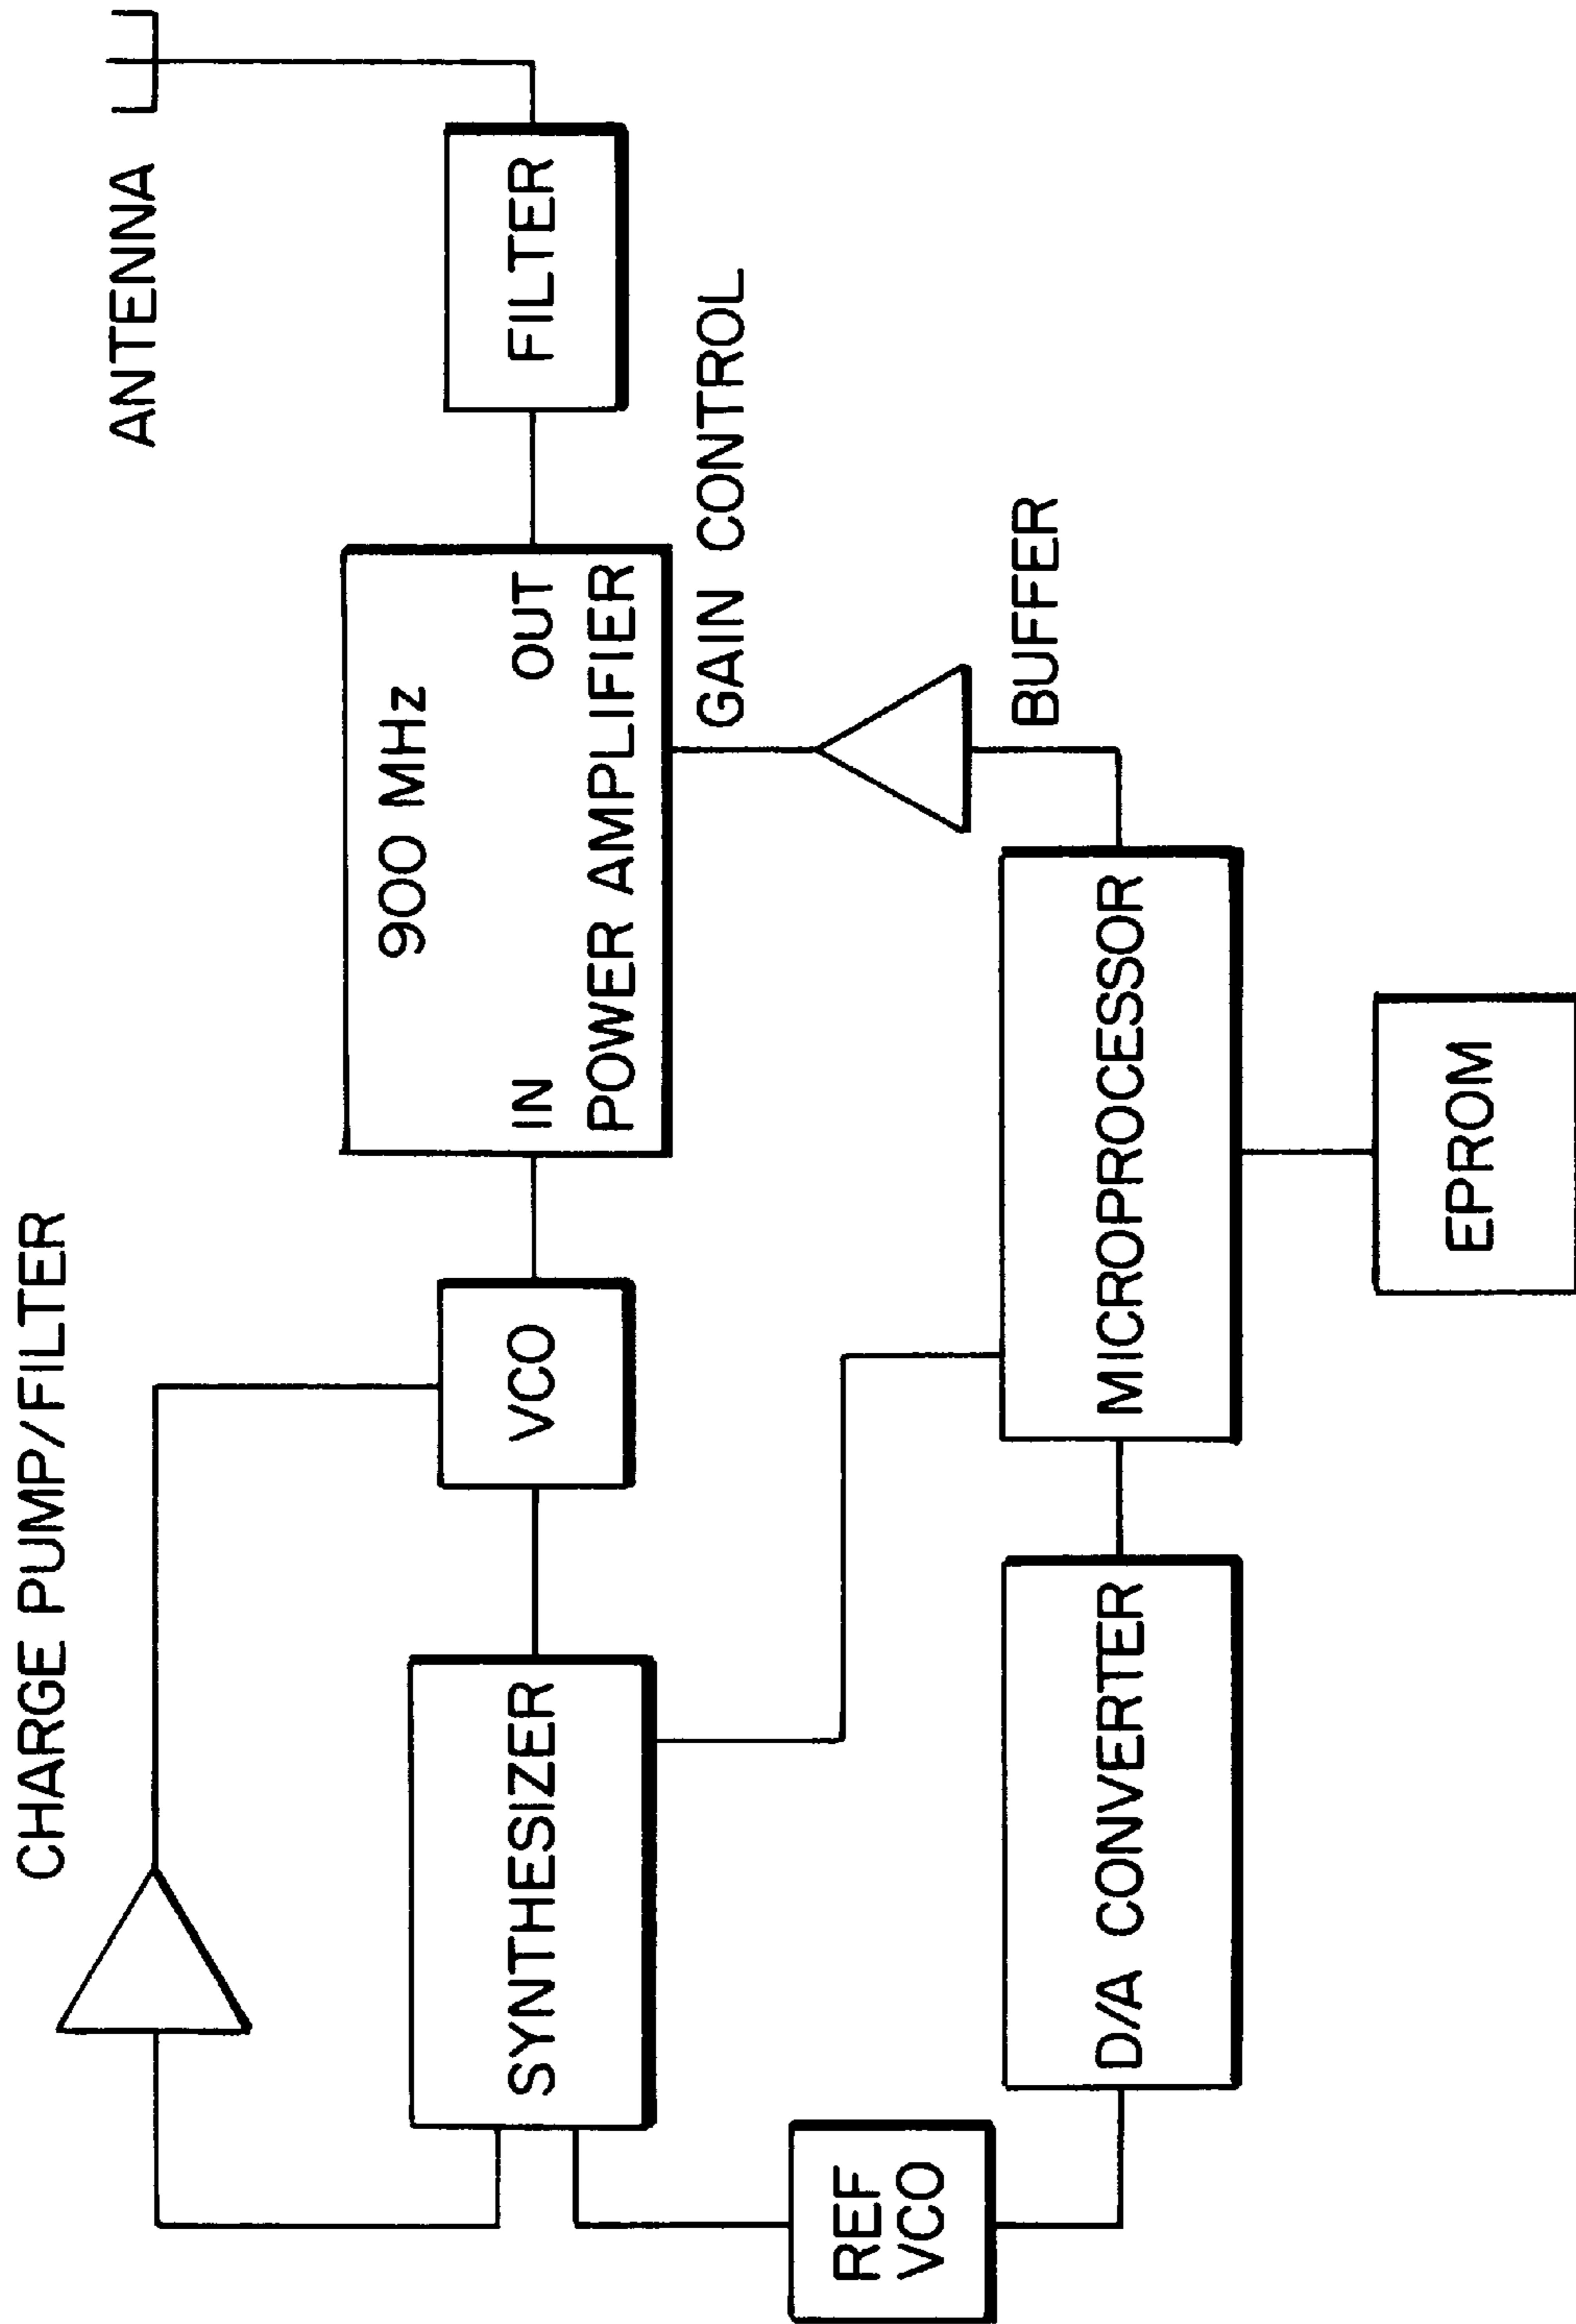 CHARGE PUMP/FILTER
ANTENNA
SYNTHESIZER
VCO
900 MHz
IN
OUT
POWER AMPLIFIER
FILTER
GAIN CONTROL
REF
VCO
BUFFER
D/A CONVERTER
MICROPROCESSOR
EPROM